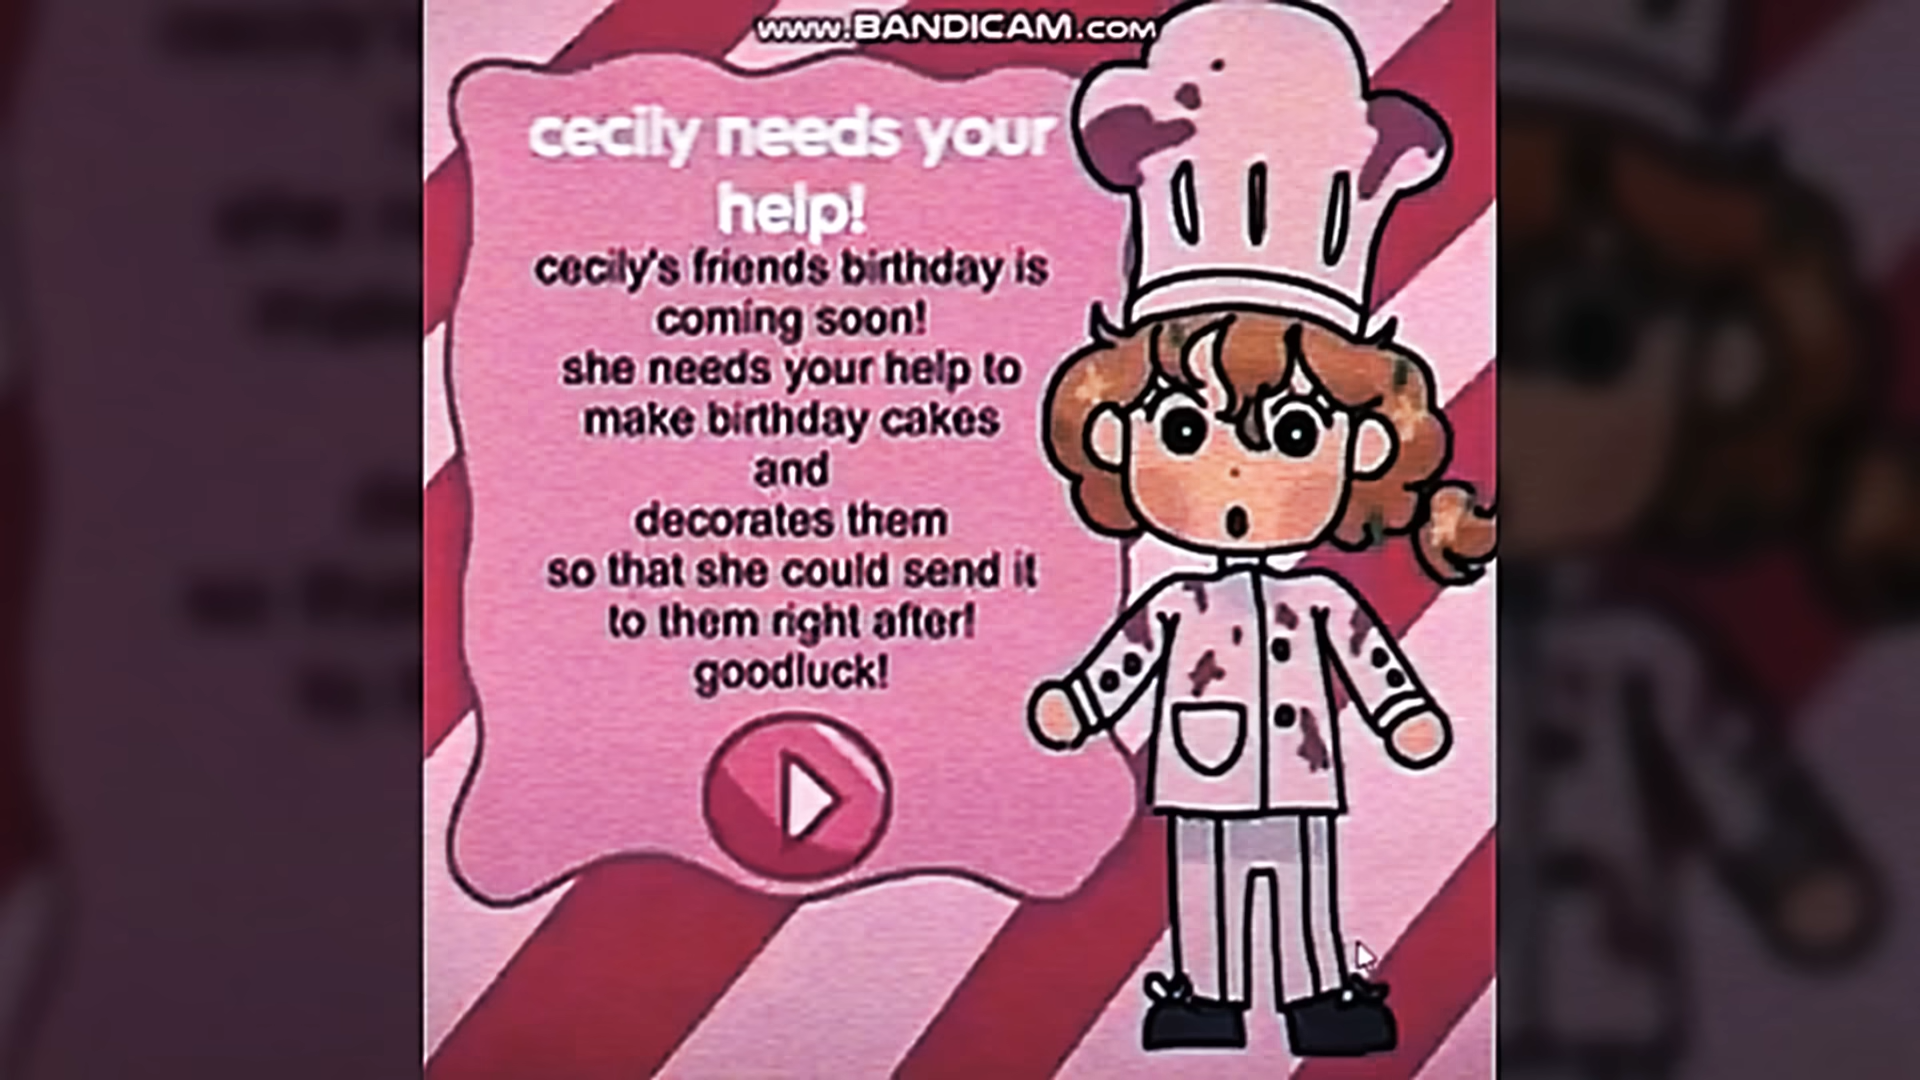 www.BANDICAM.com
cecily needs your
help!
cecily's friends birthday is
coming soon!
she needs your help to
make birthday cakes
and
decorates them
so that she could send it
to them right after!
goodluck!